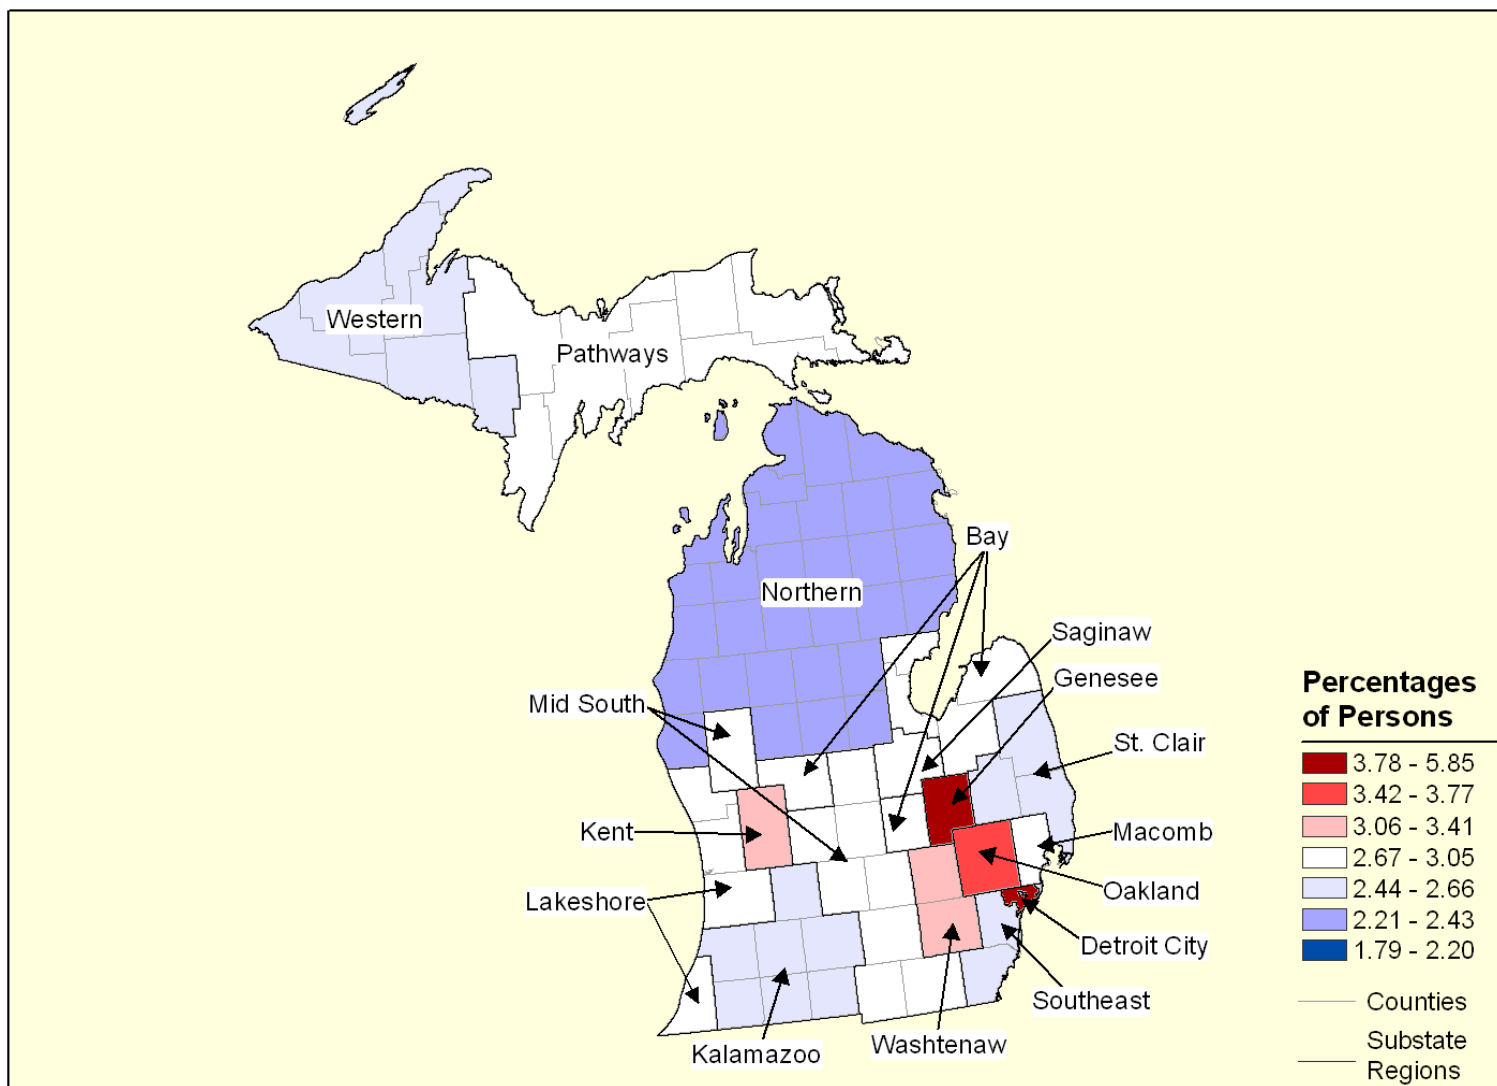 Western
Pathways
Bay
Northern
Saginaw
Genesee
Mid South
St. Clair
Kent
Macomb
Lakeshore
Oakland
Detroit City
Southeast
Washtenaw
Kalamazoo
Percentages
of Persons
3.78 - 5.85
3.42 - 3.77
3.06 - 3.41
2.67 - 3.05
2.44 - 2.66
2.21 - 2.43
1.79 - 2.20
Counties
Substate
Regions